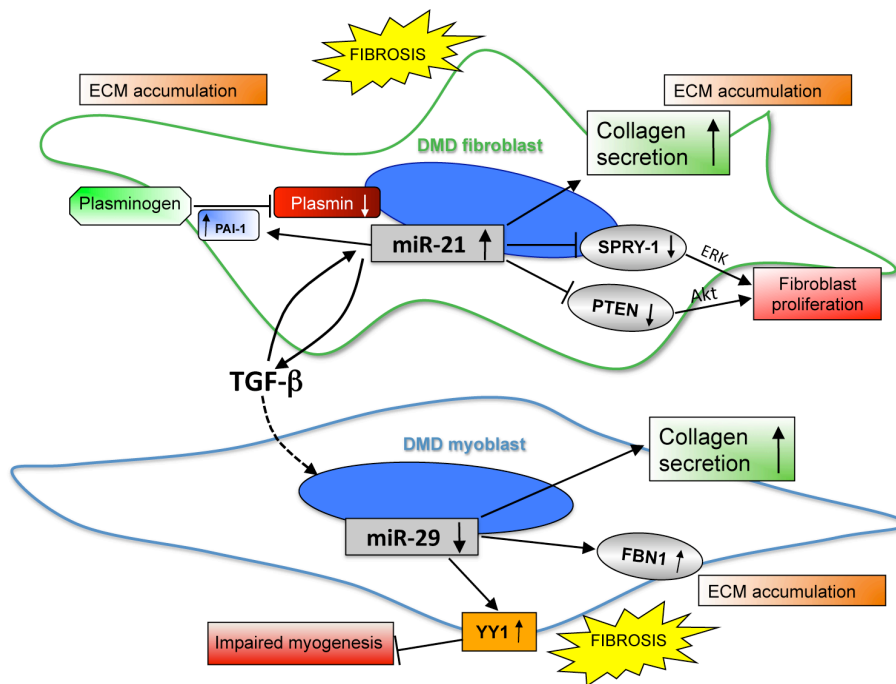 FIBROSIS
ECM accumulation
ECM accumulation
DMD fibroblast
Collagen
secretion
Plasminogen
Plasmin
PAI-1
miR-21
SPRY-1
ERK
PTEN
Akt
Fibroblast
proliferation
TGF-β
DMD myoblast
Collagen
secretion
miR-29
FBN1
ECM accumulation
YY1
Impaired myogenesis
FIBROSIS